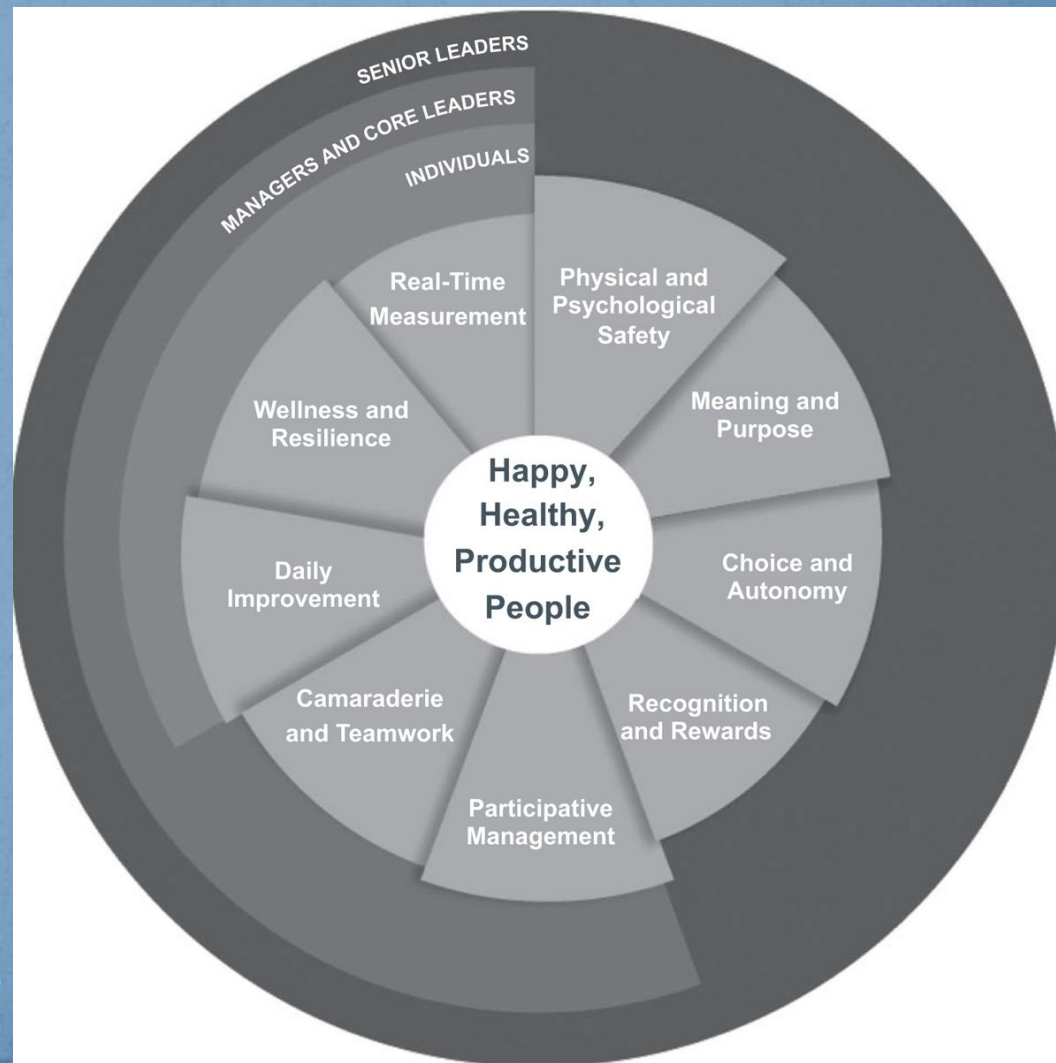 SENIOR LEADERS
MANAGERS AND CORE LEADERS
INDIVIDUALS
Real-Time
Measurement
Physical and
Psychological
Safety
Meaning and
Purpose
Choice and
Autonomy
Recognition
and Rewards
Participative
Management
Camaraderie
and Teamwork
Daily
Improvement
Wellness and
Resilience
Happy,
Healthy,
Productive
People